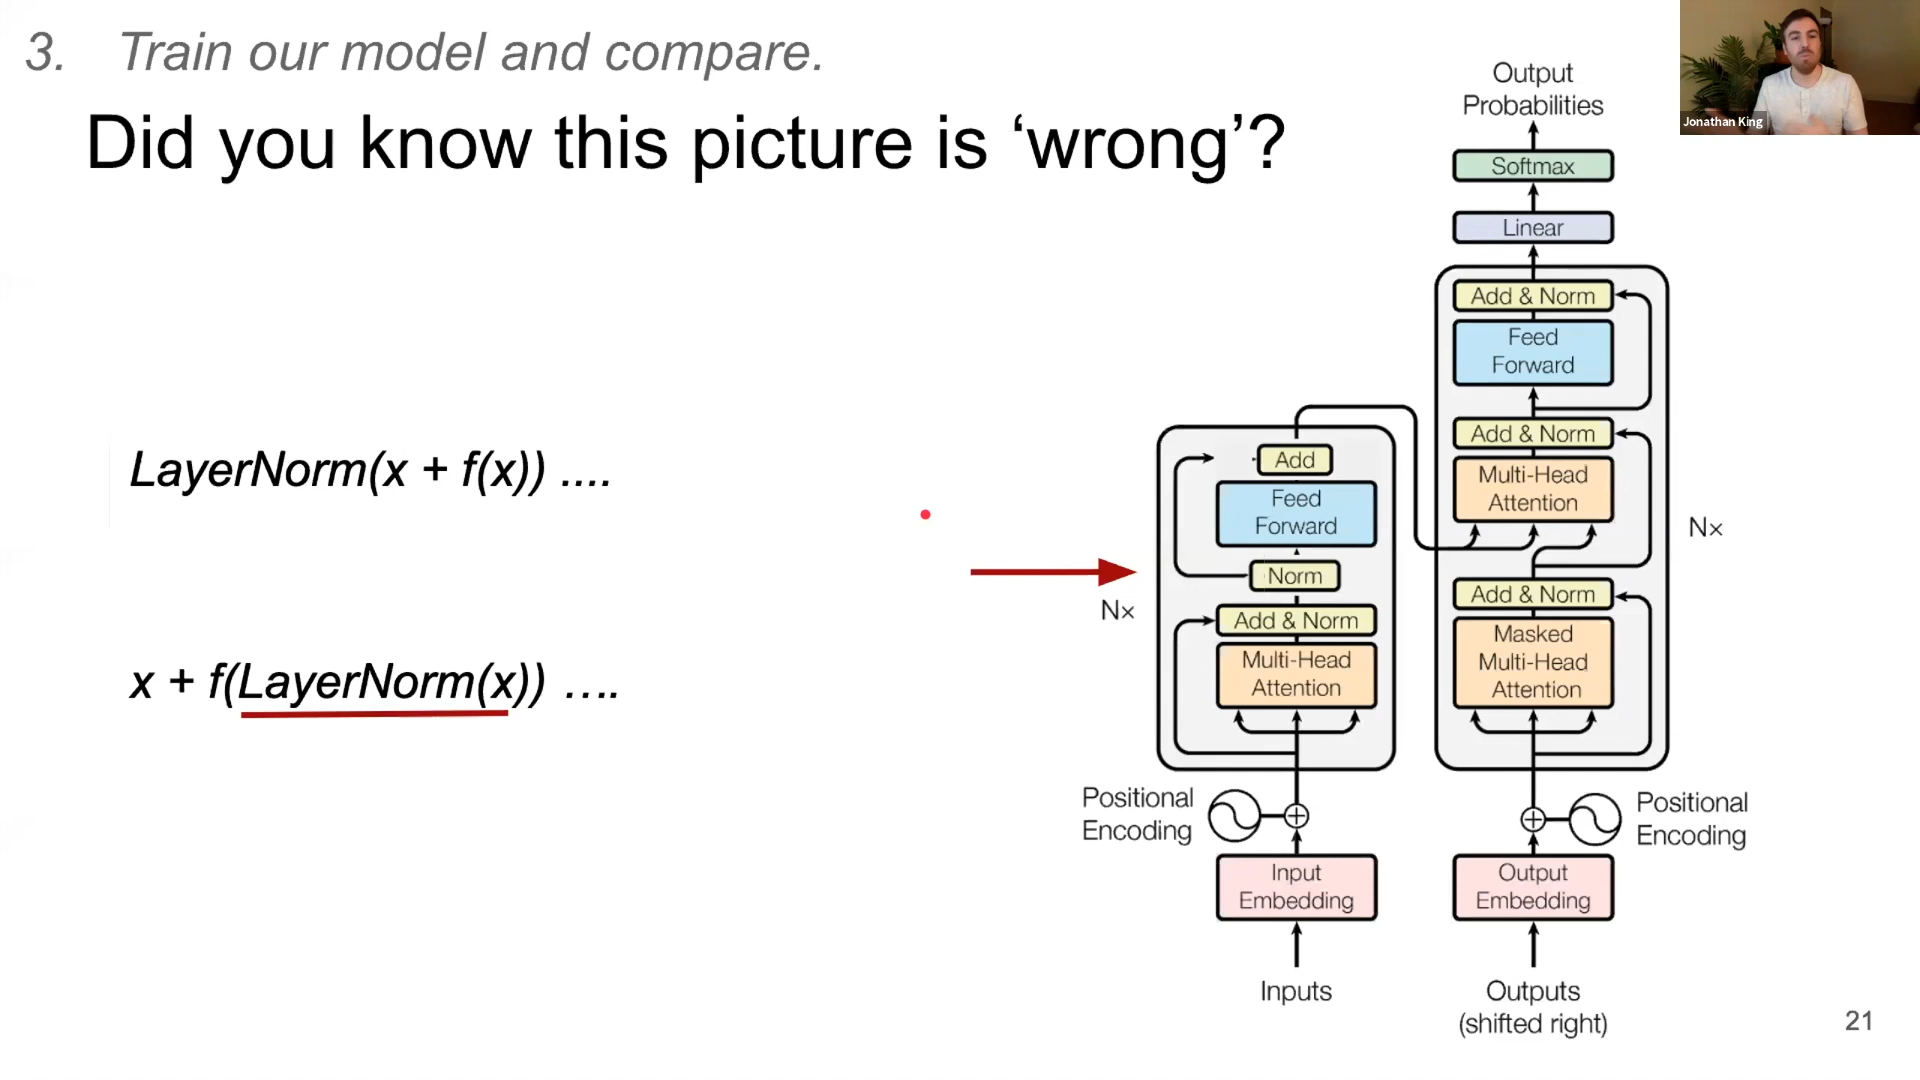 3. Train our model and compare.
Did you know this picture is ‘wrong’?
LayerNorm(x + f(x)) ....
x + f(LayerNorm(x)) ....
Jonathan King
Output
Probabilities
Softmax
Linear
Add & Norm
Feed
Forward
Add & Norm
Multi-Head
Attention
Nx
Add & Norm
Masked
Multi-Head
Attention
Add
Feed
Forward
Norm
Nx
Add & Norm
Multi-Head
Attention
Positional
Encoding
Positional
Encoding
Input
Embedding
Output
Embedding
Inputs
Outputs
(shifted right)
21